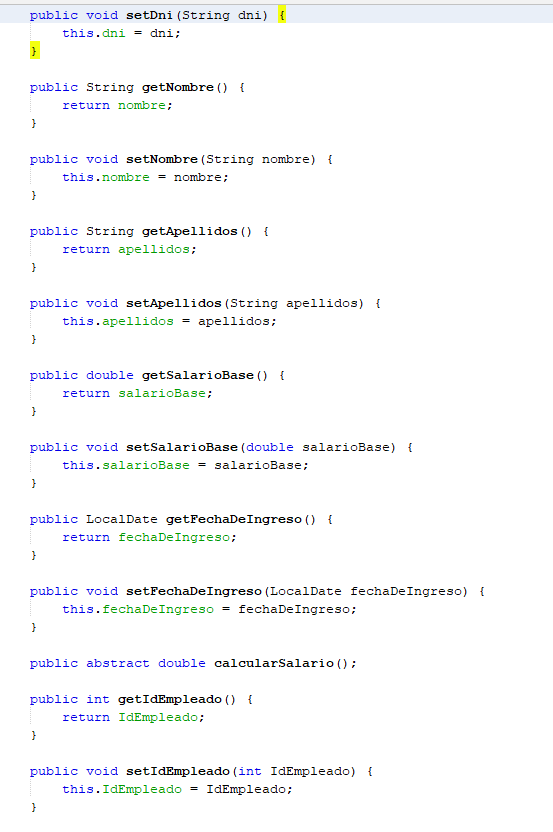 public void setDni(String dni) {
    this.dni = dni;
}

public String getNombre() {
    return nombre;
}

public void setNombre(String nombre) {
    this.nombre = nombre;
}

public String getApellidos() {
    return apellidos;
}

public void setApellidos(String apellidos) {
    this.apellidos = apellidos;
}

public double getSalarioBase() {
    return salarioBase;
}

public void setSalarioBase(double salarioBase) {
    this.salarioBase = salarioBase;
}

public LocalDate getFechaDeIngreso() {
    return fechaDeIngreso;
}

public void setFechaDeIngreso(LocalDate fechaDeIngreso) {
    this.fechaDeIngreso = fechaDeIngreso;
}

public abstract double calcularSalario();

public int getIdEmpleado() {
    return IdEmpleado;
}

public void setIdEmpleado(int IdEmpleado) {
    this.IdEmpleado = IdEmpleado;
}